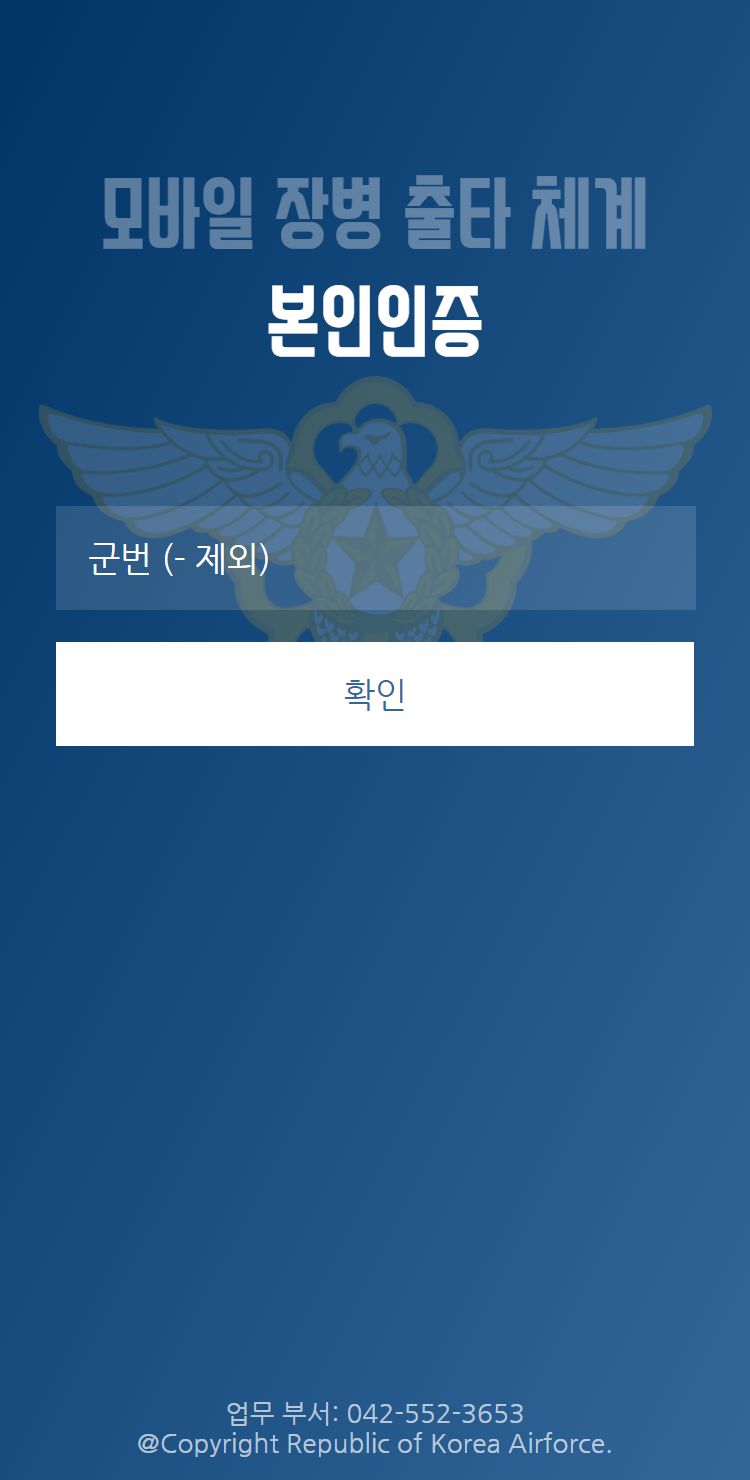 모바일 장병 출타 체계
본인인증
군번 (- 제외)
확인
업무 부서: 042-552-3653
@Copyright Republic of Korea Airforce.